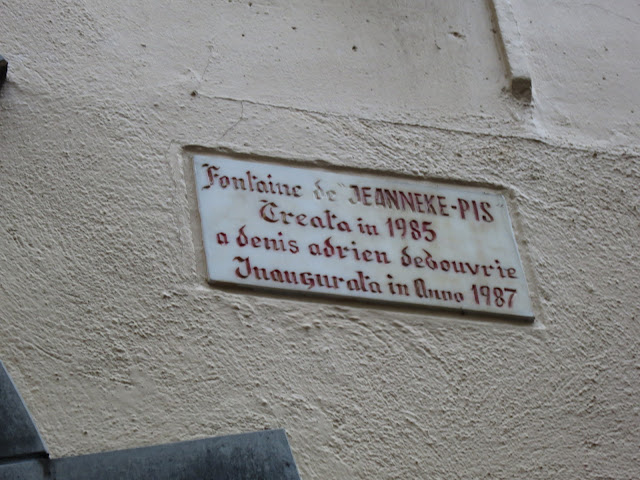 Fontaine de "JEANNEKE-PIS"
Creata in 1985
a denis adrien debouvrie
Inaugurata in Anno 1987